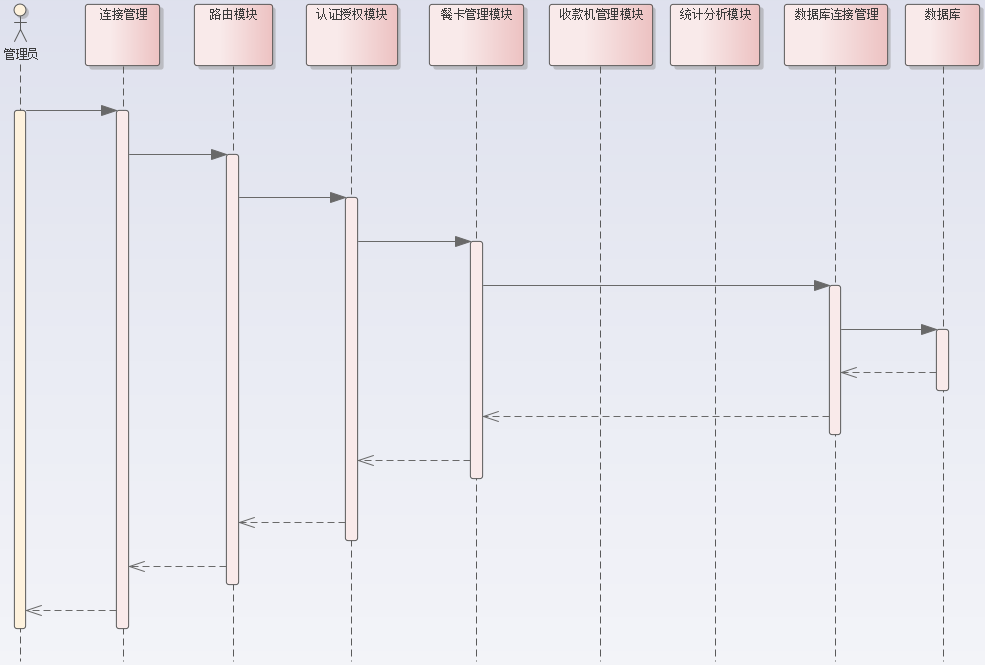 管理员
连接管理
路由模块
认证授权模块
餐卡管理模块
收款机管理模块
统计分析模块
数据库连接管理
数据库